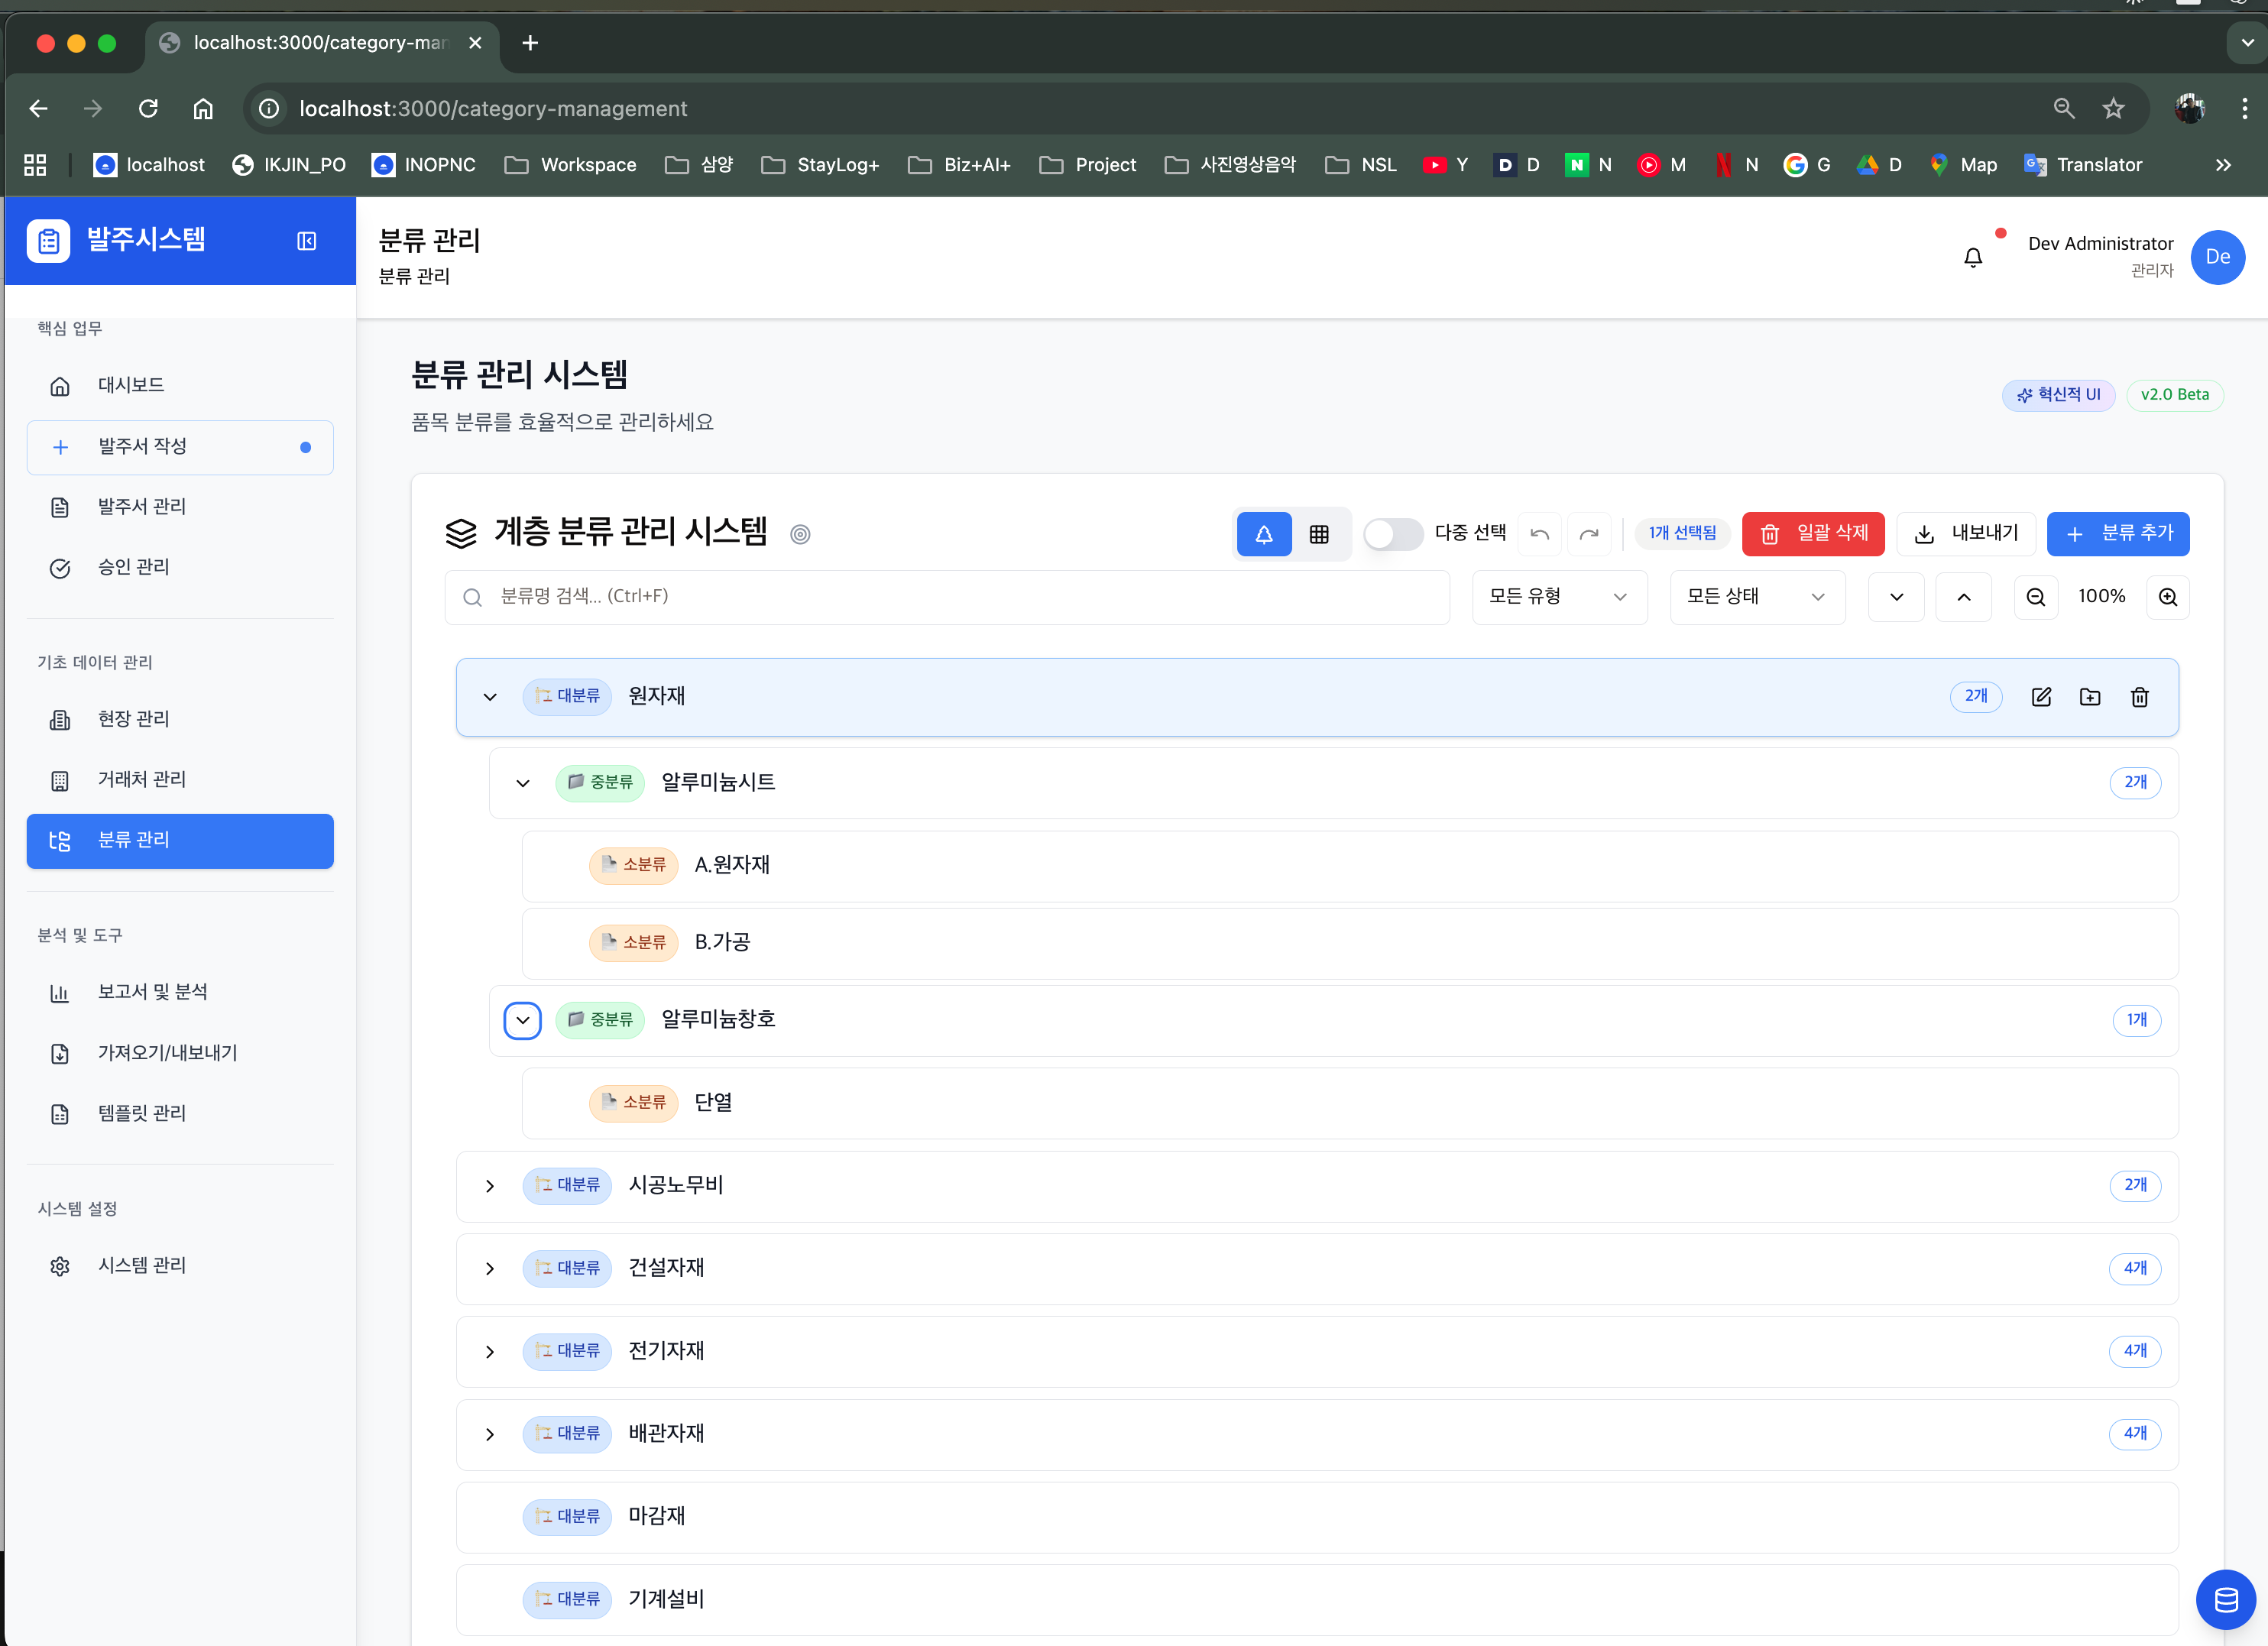 localhost:3000/category-man
localhost:3000/category-management
localhost
IKJIN_PO
INOPNC
Workspace
삼양
StayLog+
Biz+AI+
Project
사진영상음악
NSL
Y
D
N
M
N
G
D
Map
Translator
발주시스템
분류 관리
분류 관리
Dev Administrator
관리자
De
핵심 업무
대시보드
발주서 작성
발주서 관리
승인 관리
기초 데이터 관리
현장 관리
거래처 관리
분류 관리
분석 및 도구
보고서 및 분석
가져오기/내보내기
템플릿 관리
시스템 설정
시스템 관리
분류 관리 시스템
품목 분류를 효율적으로 관리하세요
혁신적 UI
v2.0 Beta
계층 분류 관리 시스템
다중 선택
1개 선택됨
일괄 삭제
내보내기
분류 추가
분류명 검색... (Ctrl+F)
모든 유형
모든 상태
100%
대분류 원자재 2개
중분류 알루미늄시트 2개
소분류 A.원자재
소분류 B.가공
중분류 알루미늄창호 1개
소분류 단열
대분류 시공노무비 2개
대분류 건설자재 4개
대분류 전기자재 4개
대분류 배관자재 4개
대분류 마감재
대분류 기계설비